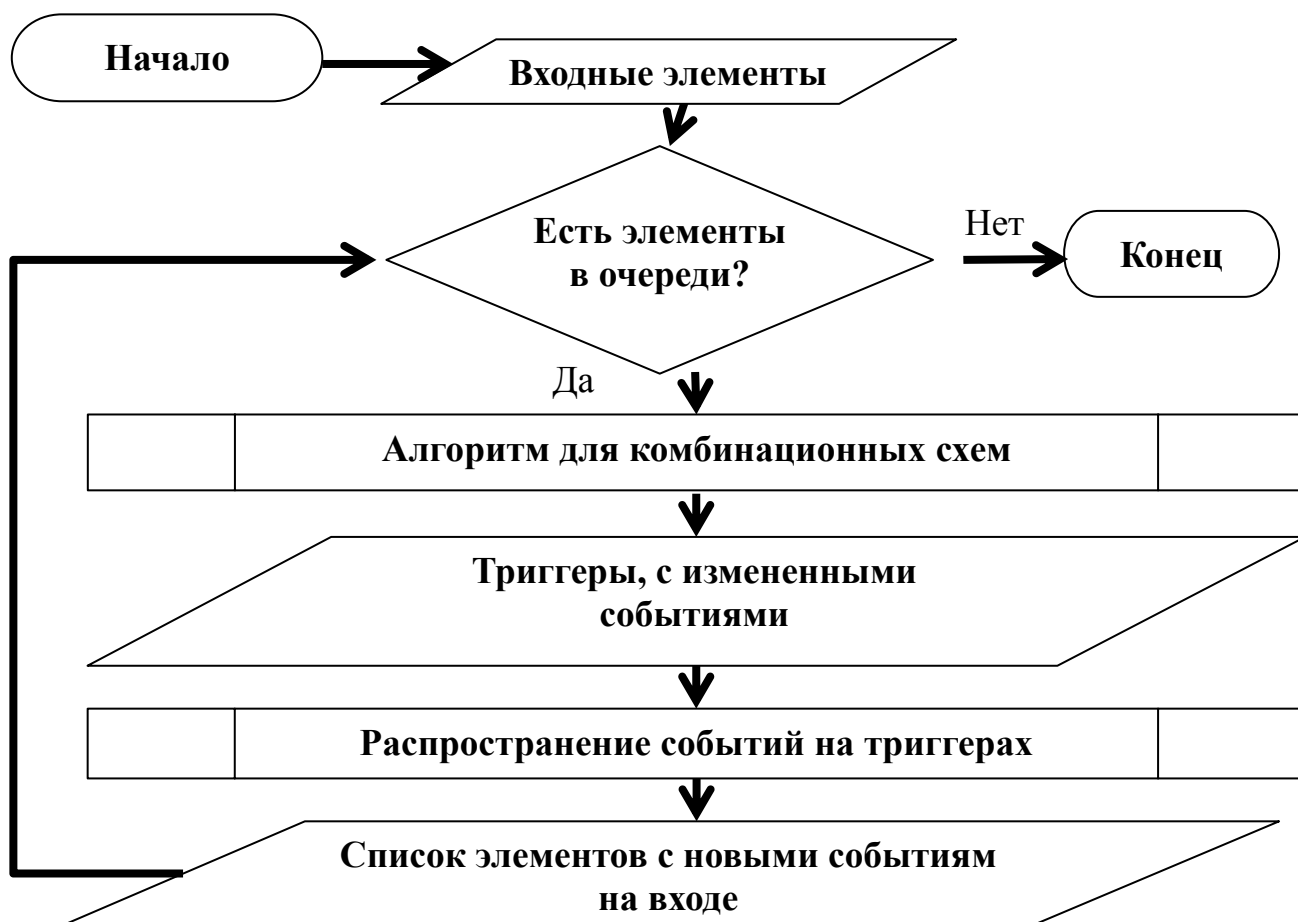 Начало
Входные элементы
Есть элементы
в очереди?
Нет
Конец
Да
Алгоритм для комбинационных схем
Триггеры, с измененными
событиями
Распространение событий на триггерах
Список элементов с новыми событиям
на входе